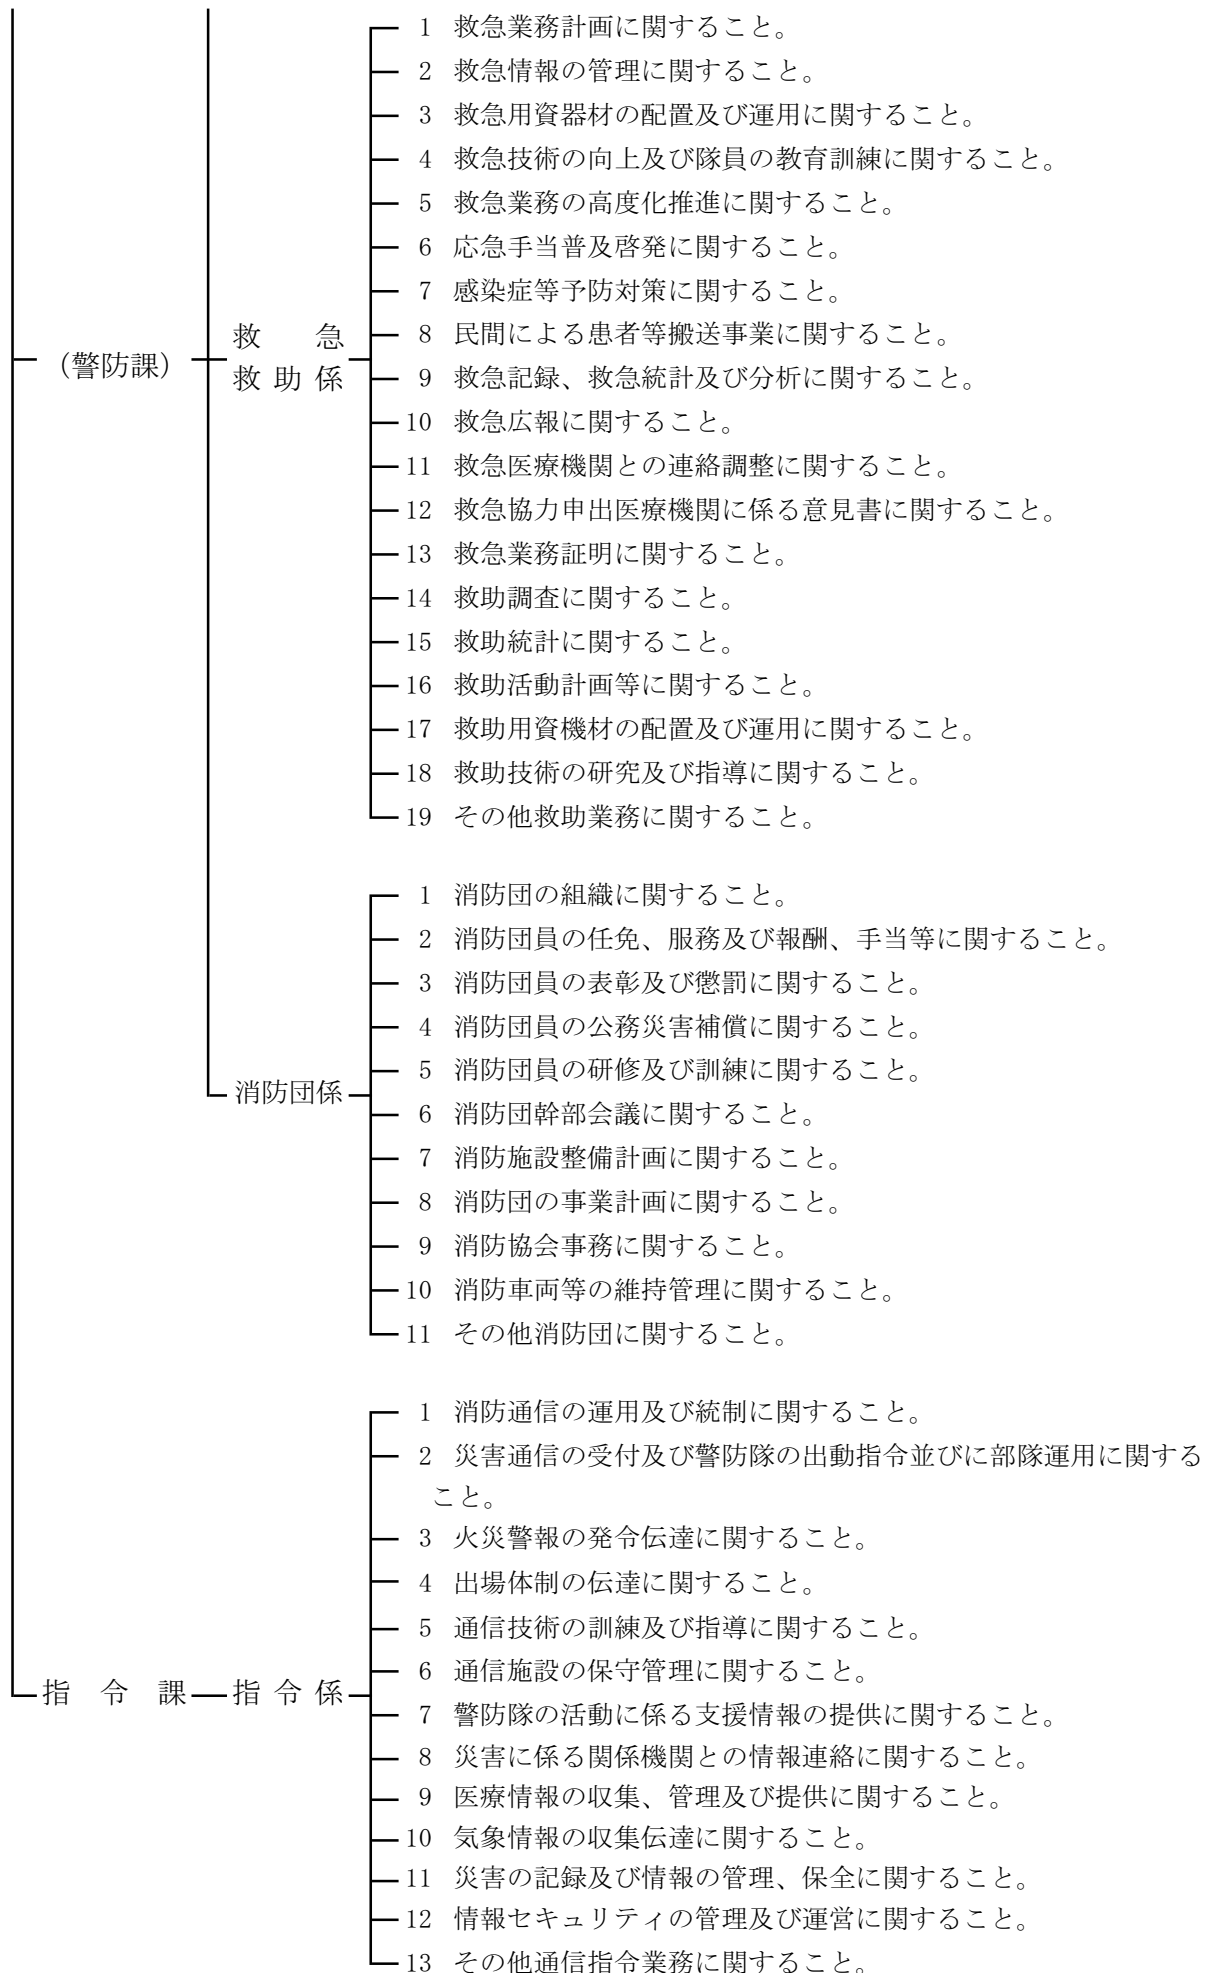 (警防課)
救急
救助係
1 救急業務計画に関すること。
2 救急情報の管理に関すること。
3 救急用資器材の配置及び運用に関すること。
4 救急技術の向上及び隊員の教育訓練に関すること。
5 救急業務の高度化推進に関すること。
6 応急手当普及啓発に関すること。
7 感染症等予防対策に関すること。
8 民間による患者等搬送事業に関すること。
9 救急記録、救急統計及び分析に関すること。
10 救急広報に関すること。
11 救急医療機関との連絡調整に関すること。
12 救急協力申出医療機関に係る意見書に関すること。
13 救急業務証明に関すること。
14 救助調査に関すること。
15 救助統計に関すること。
16 救助活動計画等に関すること。
17 救助用資機材の配置及び運用に関すること。
18 救助技術の研究及び指導に関すること。
19 その他救助業務に関すること。
消防団係
1 消防団の組織に関すること。
2 消防団員の任免、服務及び報酬、手当等に関すること。
3 消防団員の表彰及び懲罰に関すること。
4 消防団員の公務災害補償に関すること。
5 消防団員の研修及び訓練に関すること。
6 消防団幹部会議に関すること。
7 消防施設整備計画に関すること。
8 消防団の事業計画に関すること。
9 消防協会事務に関すること。
10 消防車両等の維持管理に関すること。
11 その他消防団に関すること。
指令課
指令係
1 消防通信の運用及び統制に関すること。
2 災害通信の受付及び警防隊の出動指令並びに部隊運用に関する
こと。
3 火災警報の発令伝達に関すること。
4 出場体制の伝達に関すること。
5 通信技術の訓練及び指導に関すること。
6 通信施設の保守管理に関すること。
7 警防隊の活動に係る支援情報の提供に関すること。
8 災害に係る関係機関との情報連絡に関すること。
9 医療情報の収集、管理及び提供に関すること。
10 気象情報の収集伝達に関すること。
11 災害の記録及び情報の管理、保全に関すること。
12 情報セキュリティの管理及び運営に関すること。
13 その他通信指令業務に関すること。